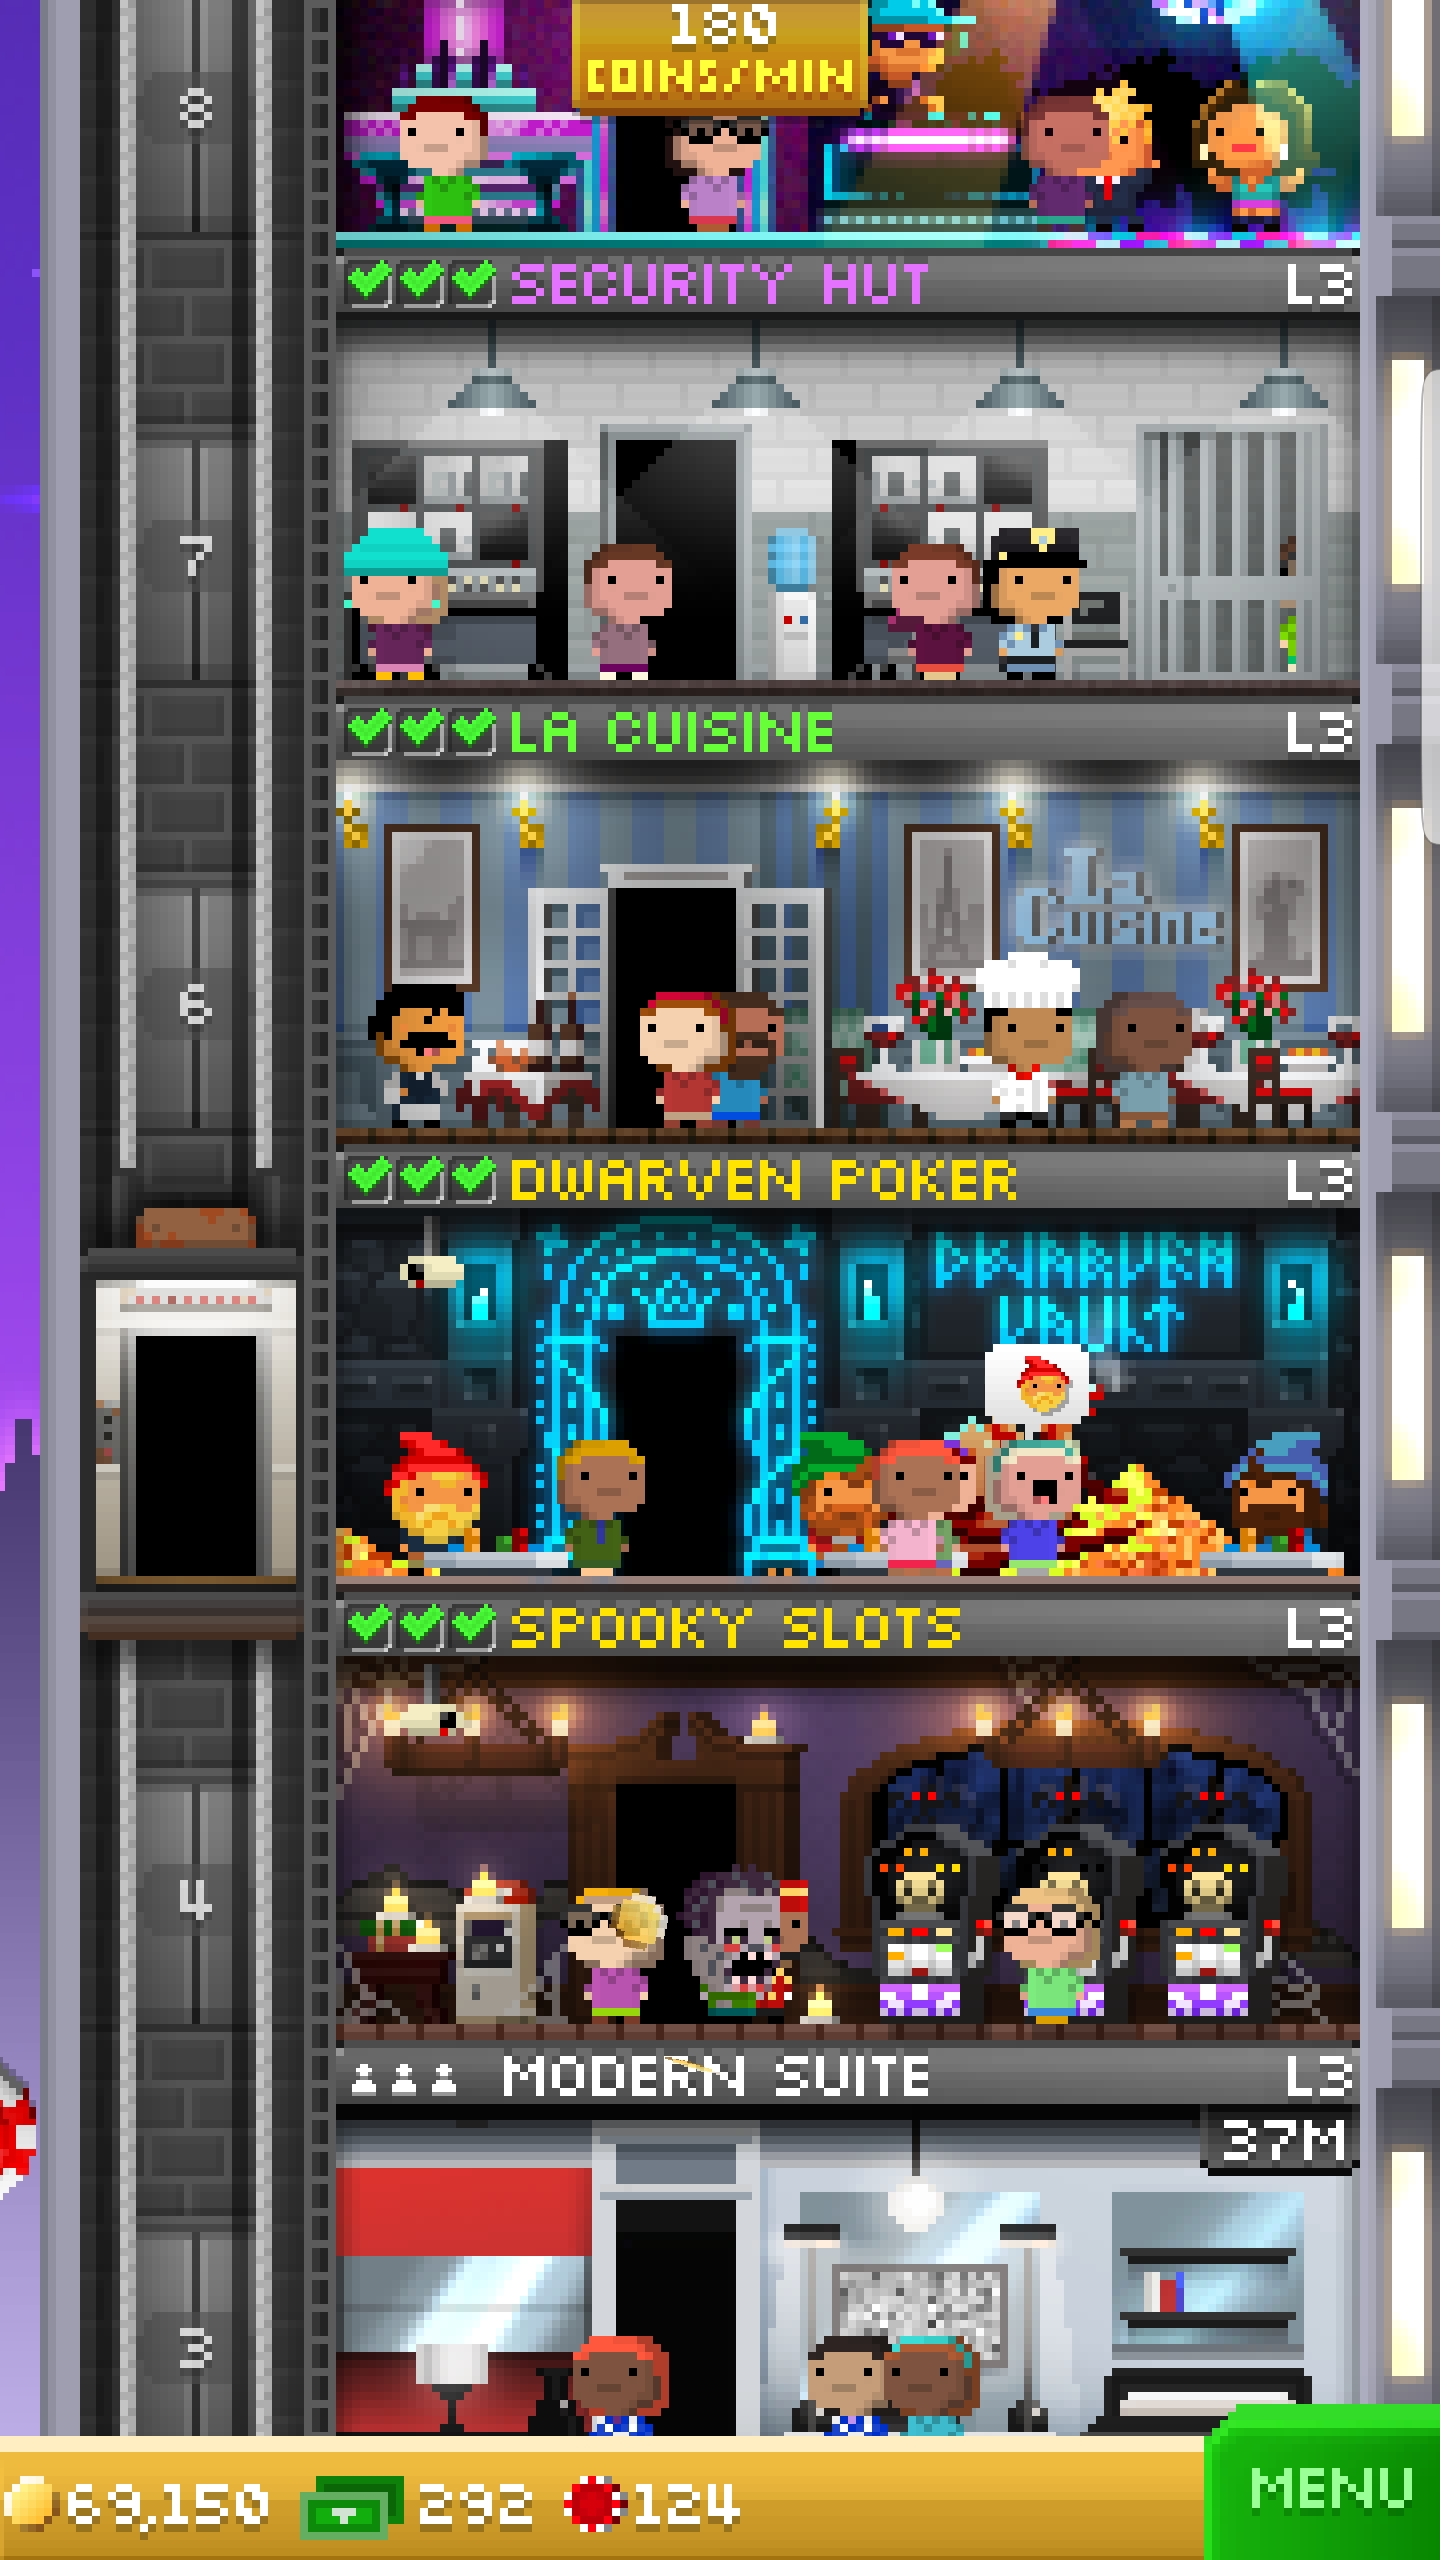 180
COINS/MIN
8
SECURITY HUT L3
7
LA CUISINE L3
La
Cuisine
6
DWARVEN POKER L3
DWARVEN
VAULT
SPOOKY SLOTS L3
4
MODERN SUITE L3
37M
3
69,150 292 124
MENU